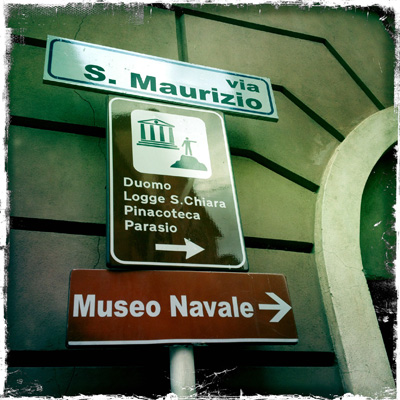 via
S. Maurizio
Duomo
Logge S.Chiara
Pinacoteca
Parasio
Museo Navale